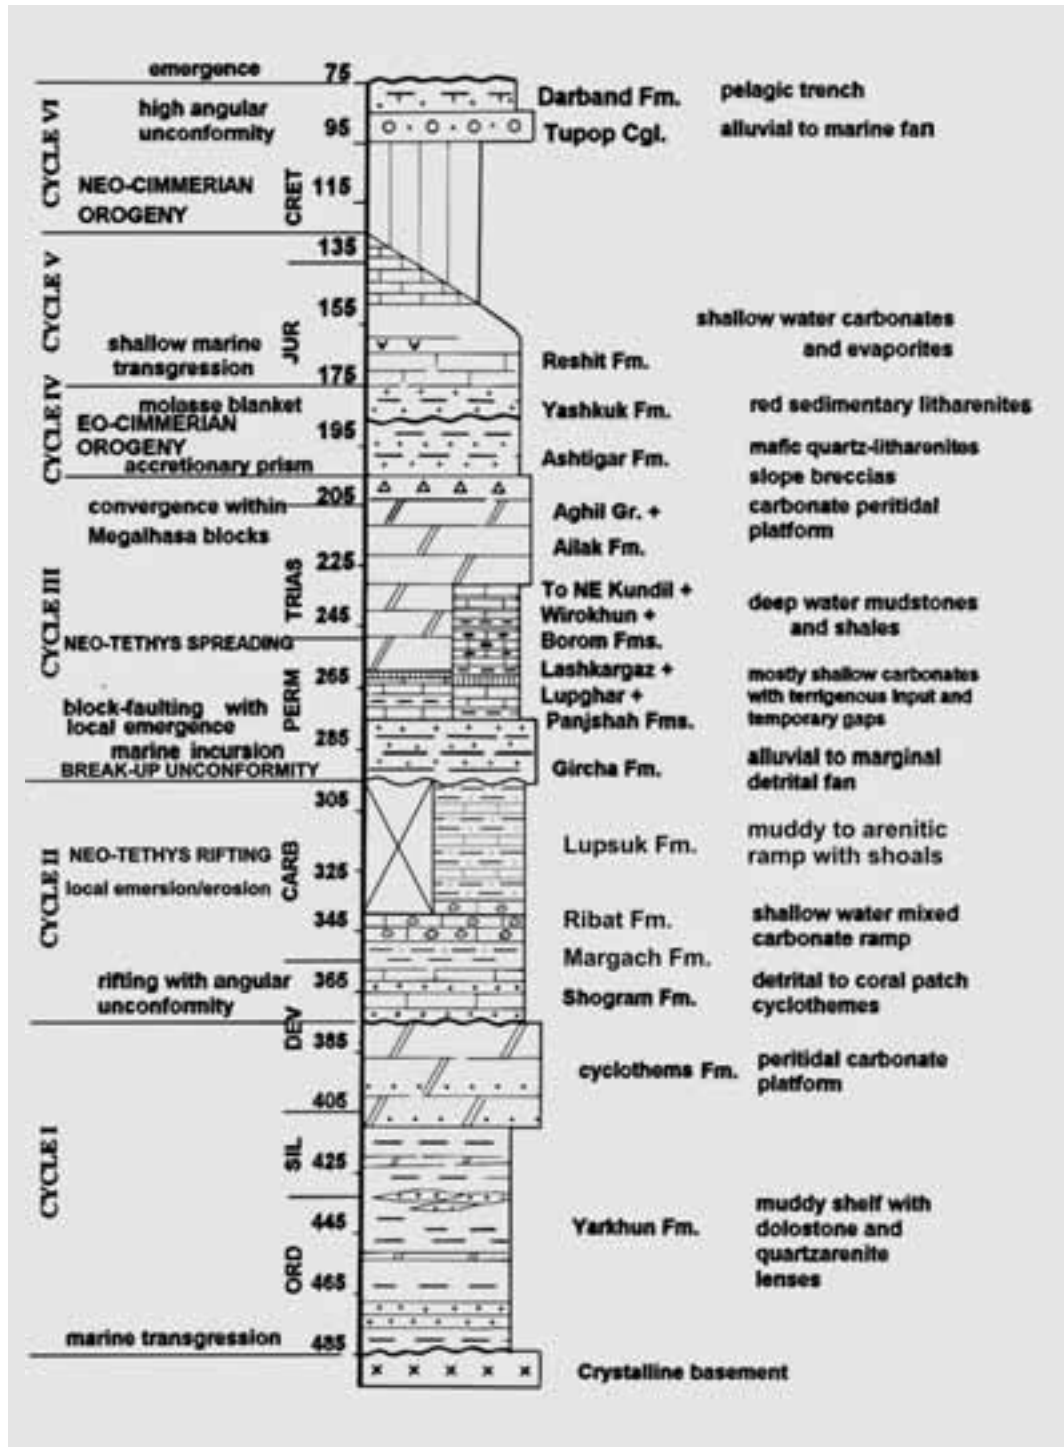 emergence 75
Darband Fm. pelagic trench
high angular
unconformity 95 Tupop Cgl. alluvial to marine fan
CYCLE VI
NEO-CIMMERIAN 115
OROGENY
CRET
135
CYCLE V
155
shallow water carbonates
and evaporites
shallow marine
transgression
JUR
Reshit Fm.
175
CYCLE IV
molasse blanket Yashkuk Fm. red sedimentary litharenites
EO-CIMMERIAN
OROGENY 195
accretionary prism Ashtigar Fm. mafic quartz-litharenites
slope breccias
205
convergence within Aghil Gr. + carbonate peritidal
platform
Megalhasa blocks Ailak Fm.
225
CYCLE III
TRIAS
To NE Kundil +
245 Wirokhun + deep water mudstones
and shales
NEO-TETHYS SPREADING Borom Fms.
265 Lashkargaz + mostly shallow carbonates
Lupghar + with terrigenous input and
block-faulting with PERM Panjshah Fms. temporary gaps
local emergence
285
marine incursion alluvial to marginal
BREAK-UP UNCONFORMITY Gircha Fm. detrital fan
305
CYCLE II
Lupsuk Fm. muddy to arenitic
ramp with shoals
NEO-TETHYS RIFTING
CARB
local emersion/erosion 325
345 Ribat Fm. shallow water mixed
carbonate ramp
Margach Fm.
rifting with angular 365 detrital to coral patch
unconformity Shogram Fm. cyclothemes
DEV
385
cyclothems Fm. peritidal carbonate
platform
405
CYCLE I
SIL
425
445 Yarkhun Fm. muddy shelf with
dolostone and
quartzarenite
lenses
ORD
465
marine transgression 485
Crystalline basement